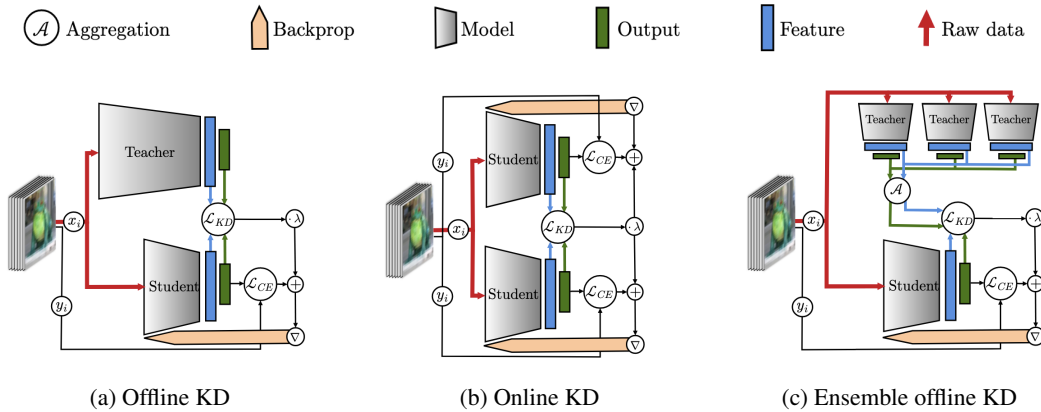 𝒜 Aggregation Backprop Model Output Feature Raw data
Teacher
x_i
ℒ_KD
· λ
Student
ℒ_CE
+
y_i
∇
(a) Offline KD
∇
Student
y_i
ℒ_CE
+
x_i
ℒ_KD
· λ
y_i
Student
ℒ_CE
+
∇
(b) Online KD
Teacher Teacher Teacher
𝒜
x_i
ℒ_KD
· λ
Student
ℒ_CE
+
y_i
∇
(c) Ensemble offline KD